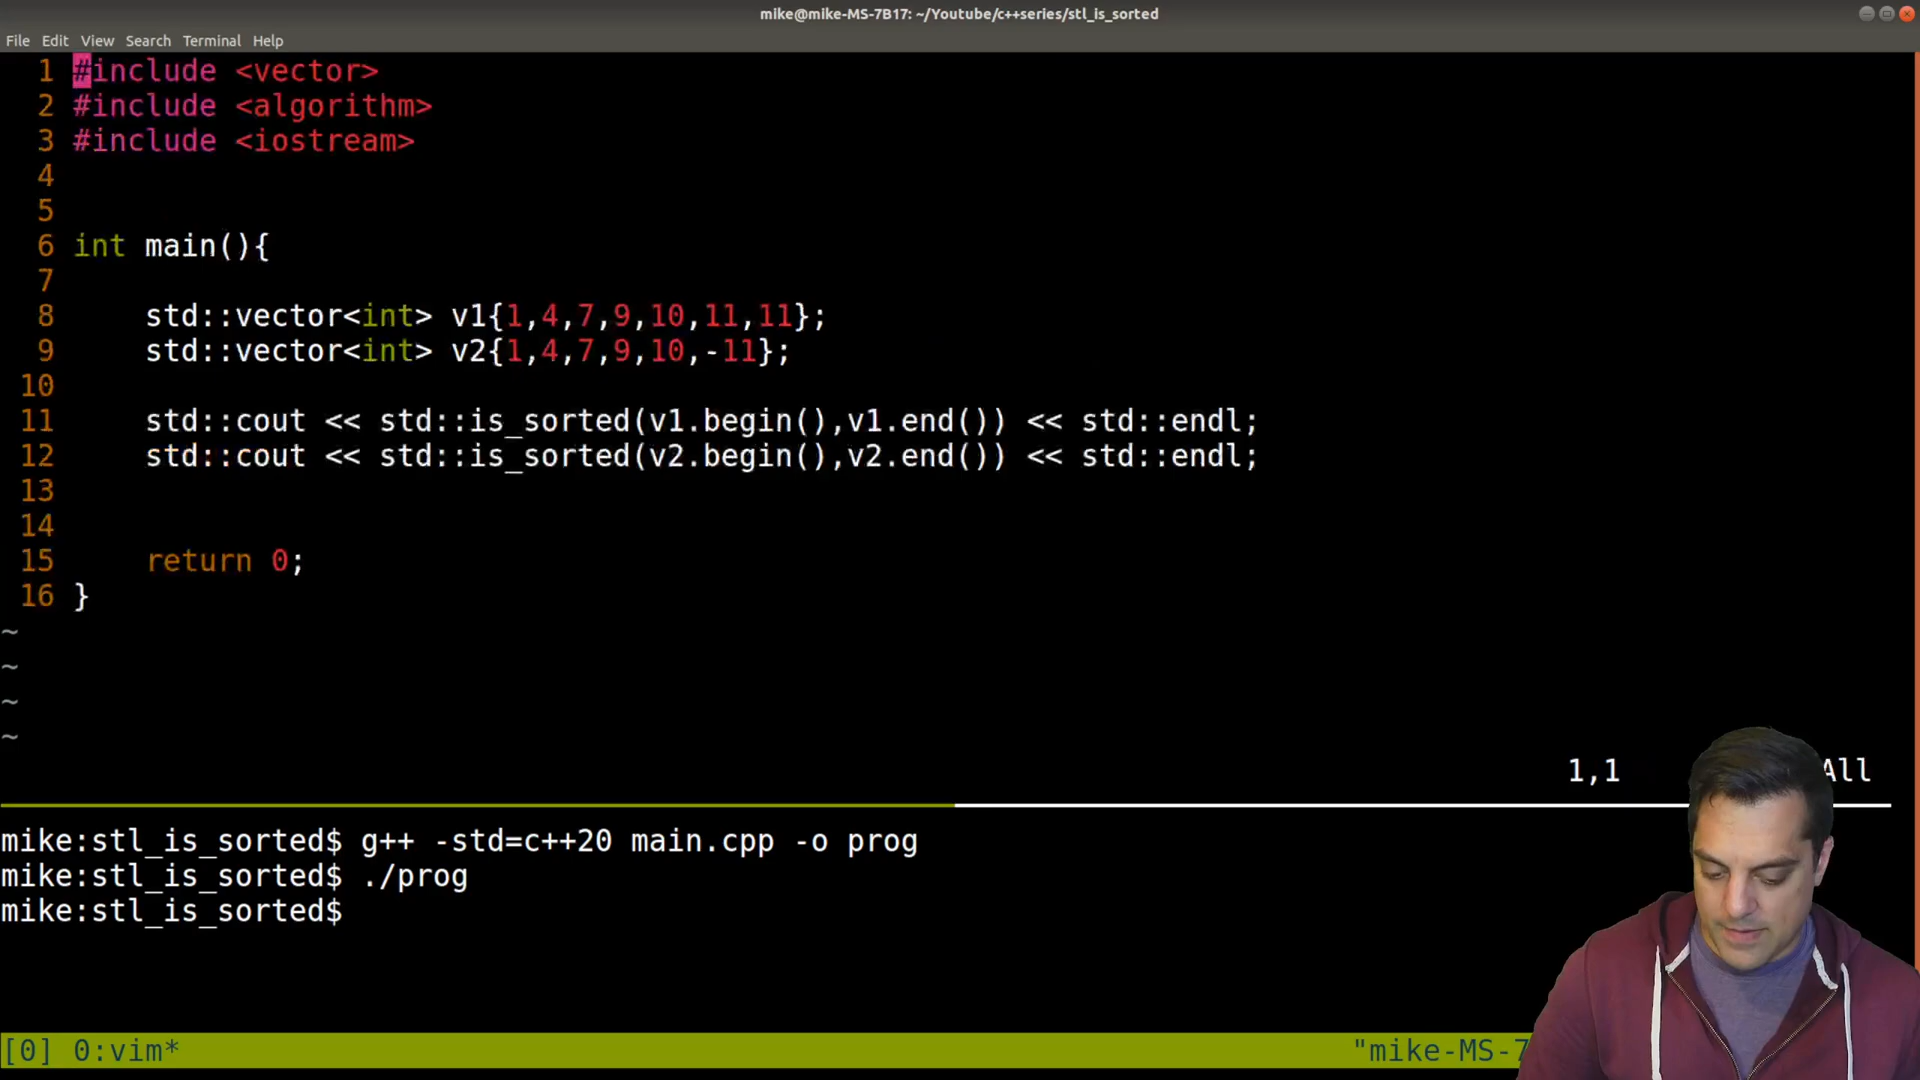 mike@mike-MS-7B17: ~/Youtube/c++series/stl_is_sorted
File Edit View Search Terminal Help
1 #include <vector>
2 #include <algorithm>
3 #include <iostream>
4
5
6 int main(){
7
8     std::vector<int> v1{1,4,7,9,10,11,11};
9     std::vector<int> v2{1,4,7,9,10,-11};
10
11     std::cout << std::is_sorted(v1.begin(),v1.end()) << std::endl;
12     std::cout << std::is_sorted(v2.begin(),v2.end()) << std::endl;
13
14
15     return 0;
16 }
~
~
~
~
1,1 All
mike:stl_is_sorted$ g++ -std=c++20 main.cpp -o prog
mike:stl_is_sorted$ ./prog
mike:stl_is_sorted$
[0] 0:vim* "mike-MS-7